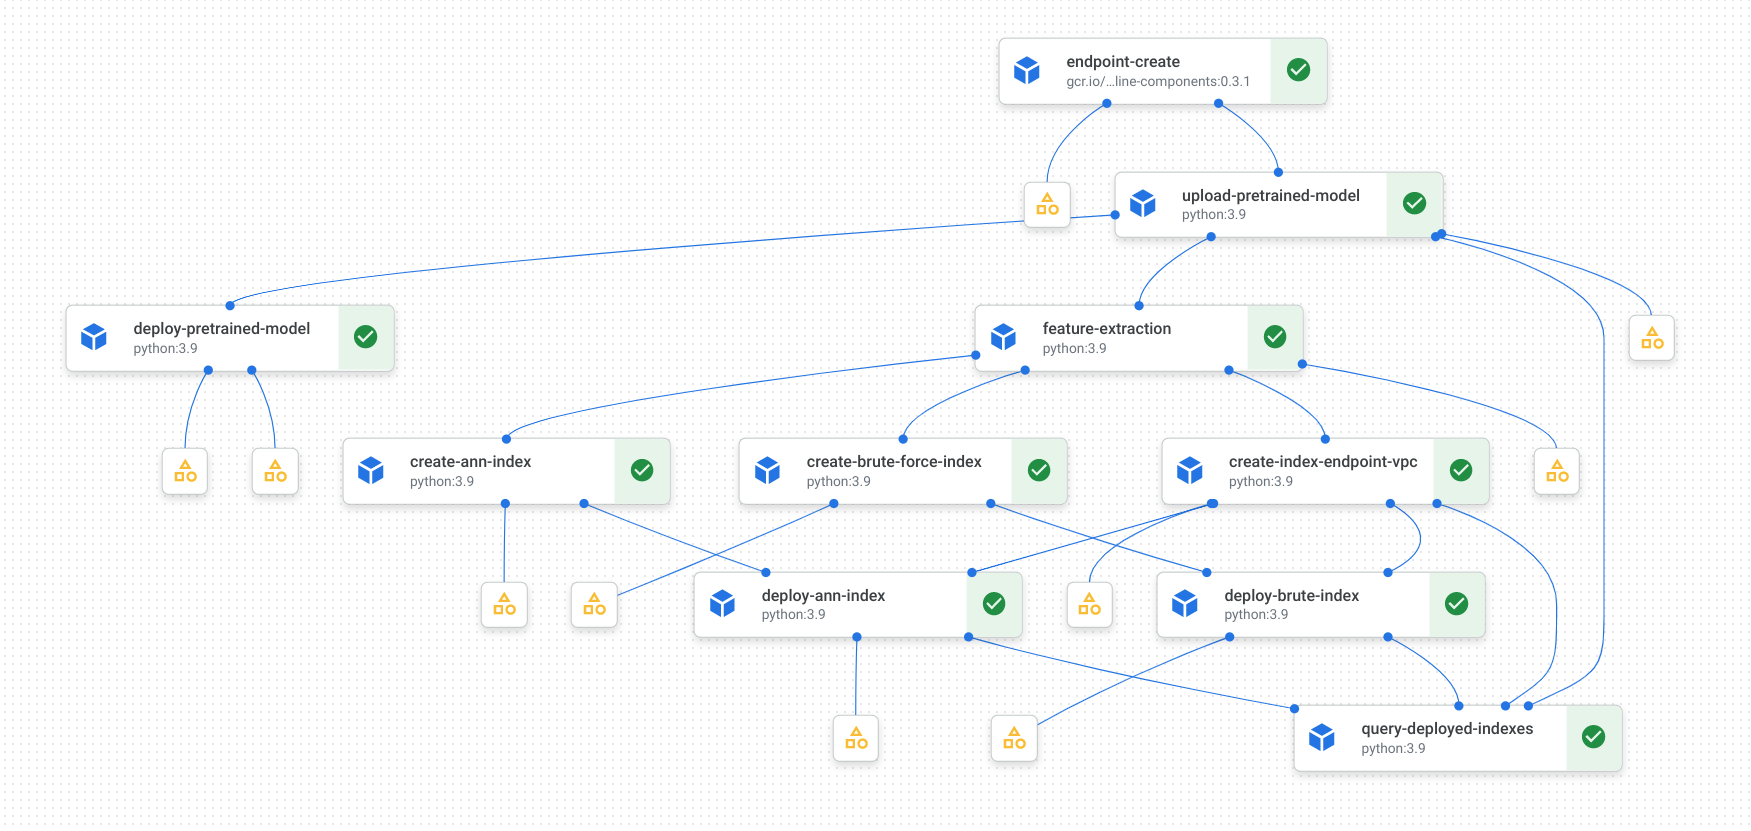 endpoint-create
gcr.io/...line-components:0.3.1
upload-pretrained-model
python:3.9
deploy-pretrained-model
python:3.9
feature-extraction
python:3.9
create-ann-index
python:3.9
create-brute-force-index
python:3.9
create-index-endpoint-vpc
python:3.9
deploy-ann-index
python:3.9
deploy-brute-index
python:3.9
query-deployed-indexes
python:3.9